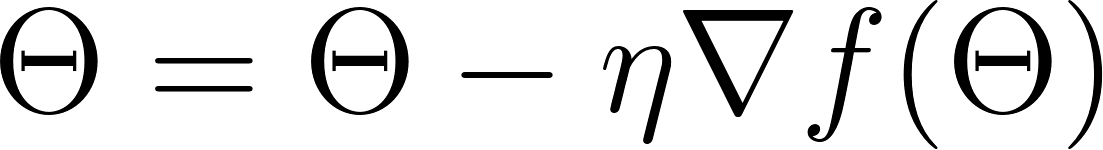 Θ = Θ − η∇f(Θ)